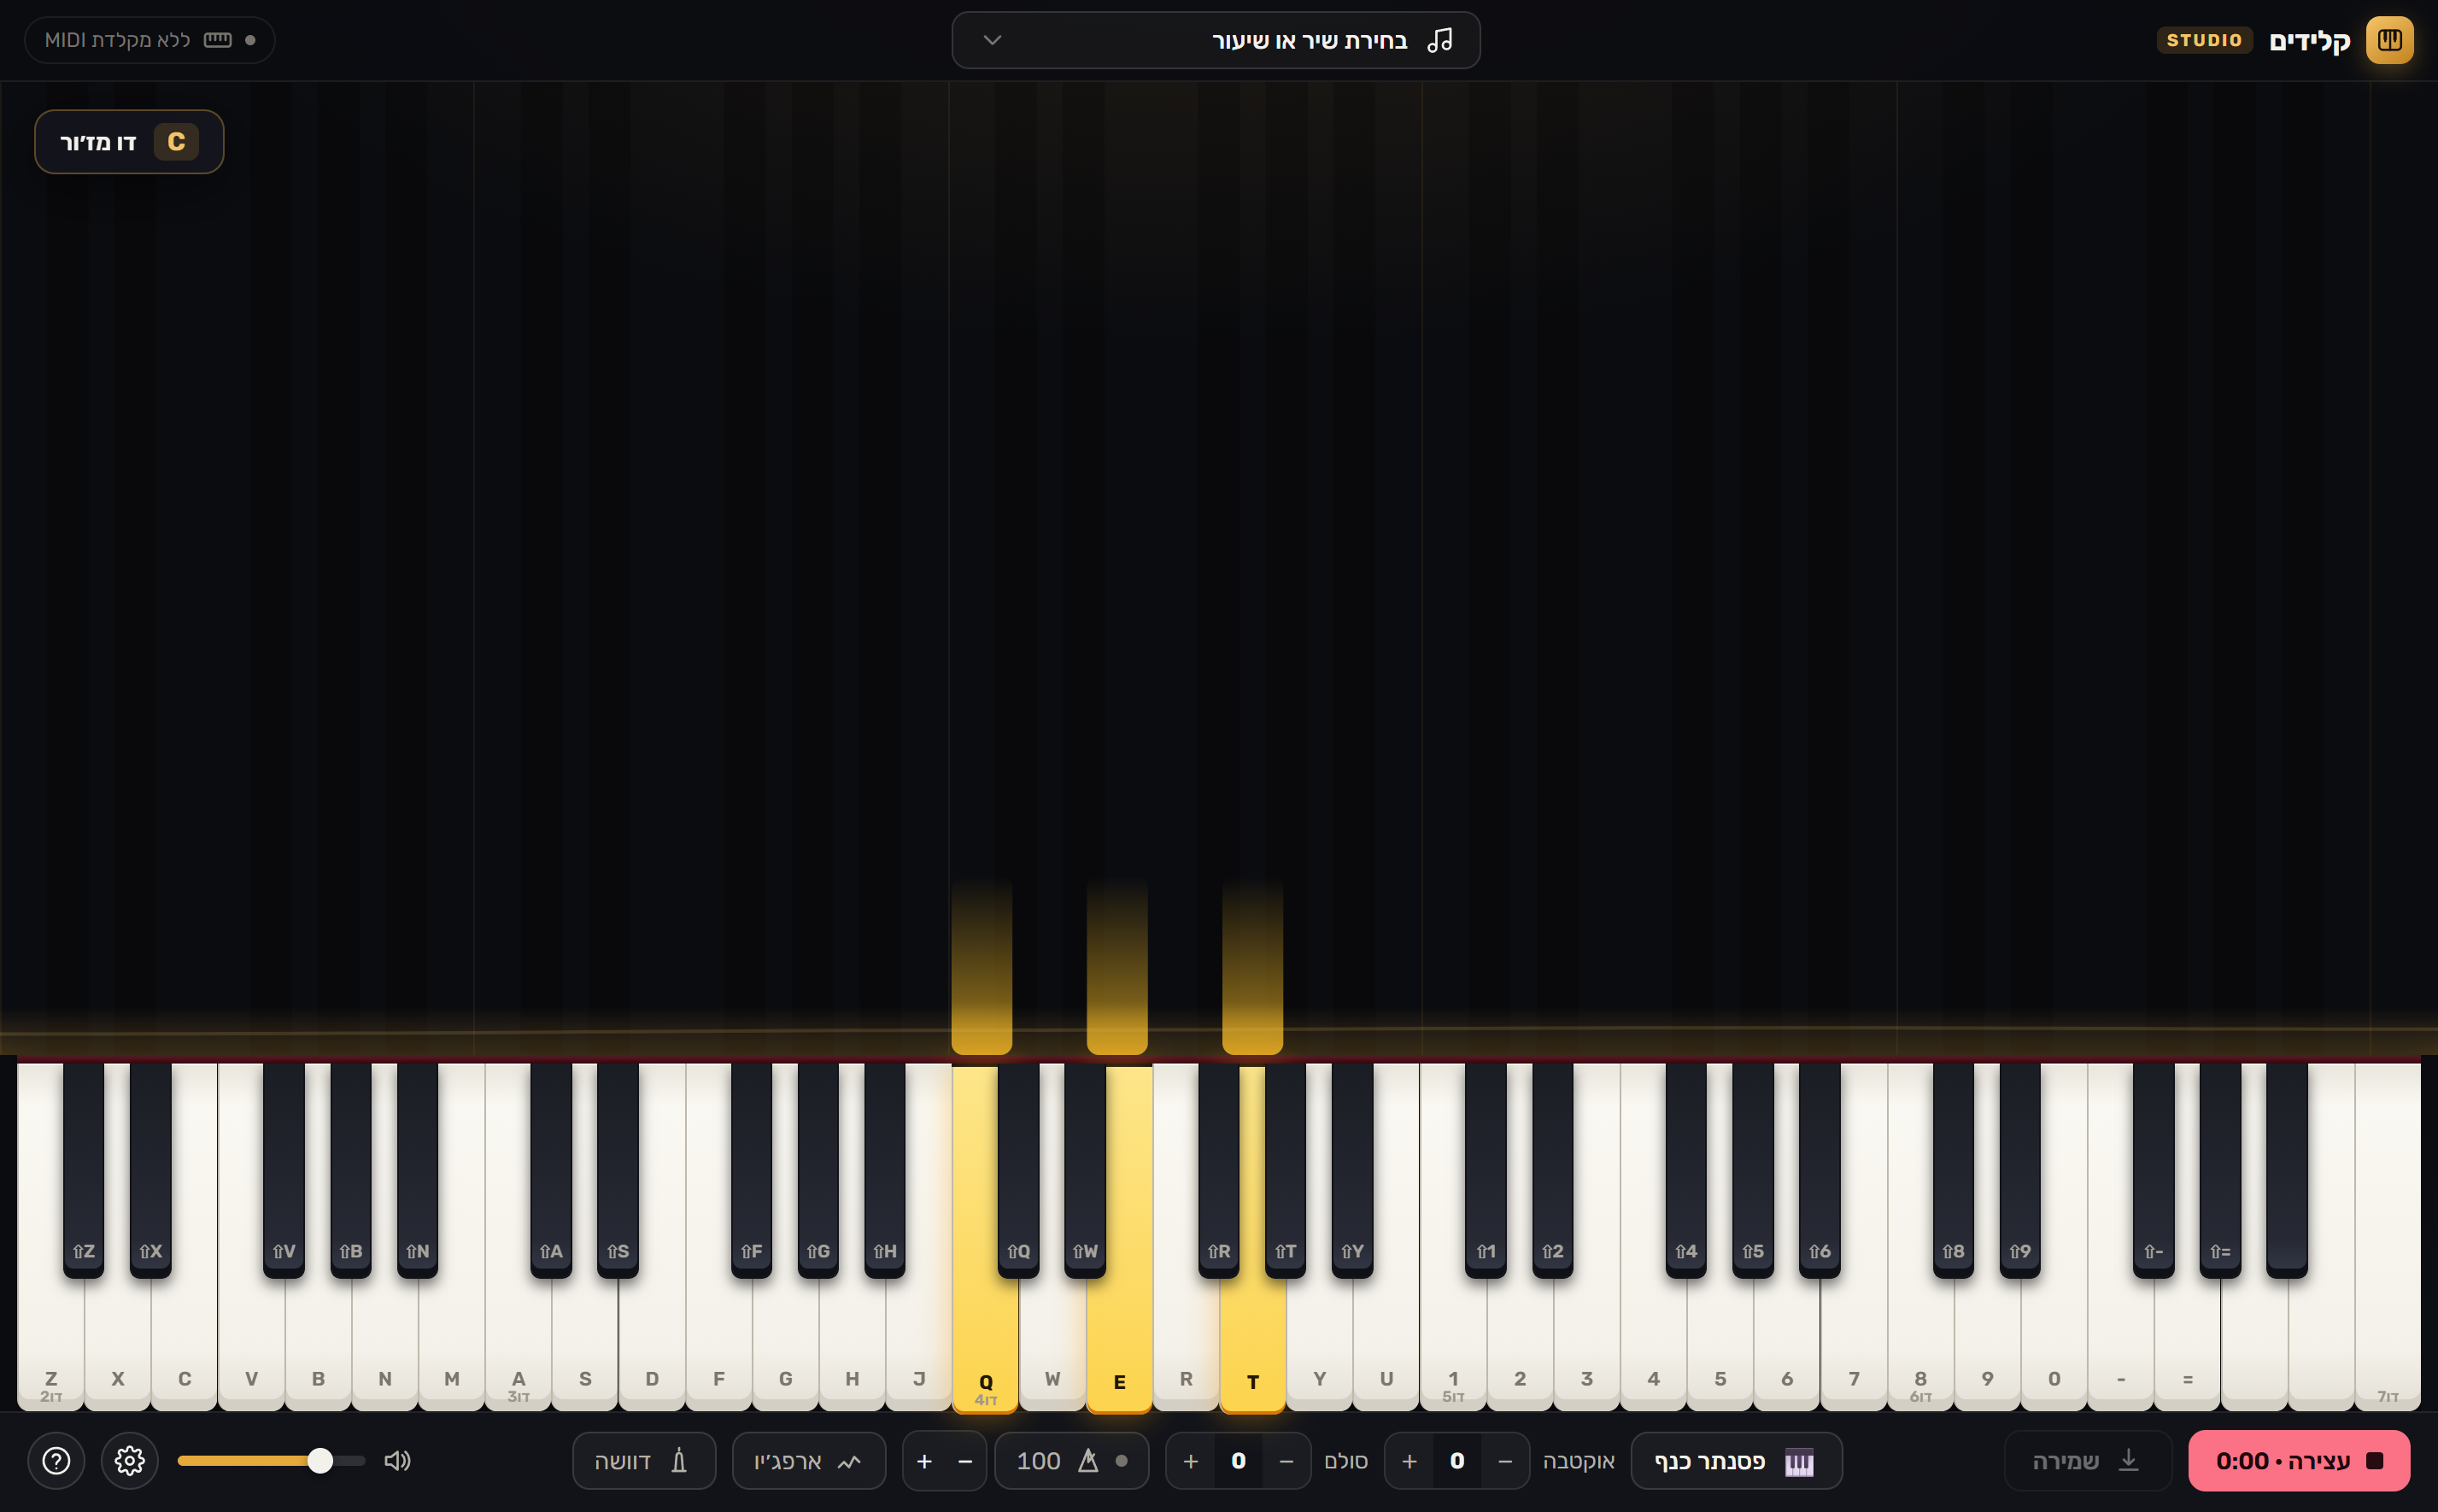 קלידים STUDIO
בחירת שיר או שיעור
ללא מקלדת MIDI
C דו מז׳ור
⇧Z ⇧X ⇧V ⇧B ⇧N ⇧A ⇧S ⇧F ⇧G ⇧H ⇧Q ⇧W ⇧R ⇧T ⇧Y ⇧1 ⇧2 ⇧4 ⇧5 ⇧6 ⇧8 ⇧9 ⇧- ⇧=
Z X C V B N M A S D F G H J Q W E R T Y U 1 2 3 4 5 6 7 8 9 0 - =
דו2 דו3 דו4 דו5 דו6 דו7
עצירה • 0:00
שמירה
פסנתר כנף
אוקטבה − 0 +
סולם − 0 +
100
− +
ארפג׳יו
דוושה